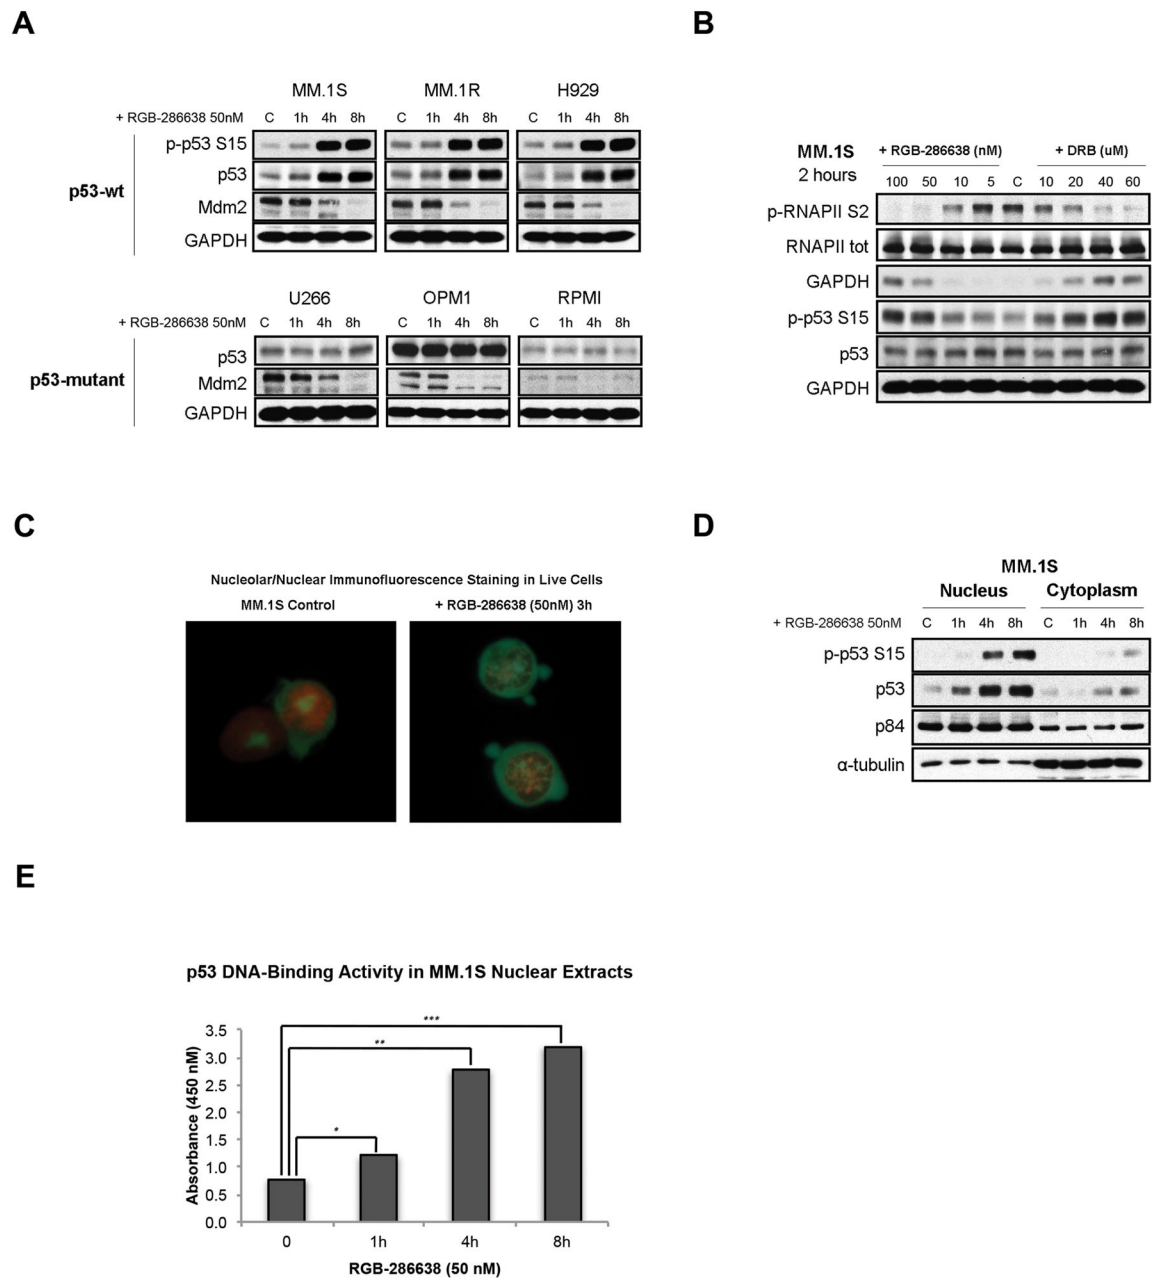 A
MM.1S MM.1R H929
+ RGB-286638 50nM C 1h 4h 8h C 1h 4h 8h C 1h 4h 8h
p53-wt
p-p53 S15
p53
Mdm2
GAPDH
U266 OPM1 RPMI
+ RGB-286638 50nM C 1h 4h 8h C 1h 4h 8h C 1h 4h 8h
p53-mutant
p53
Mdm2
GAPDH
B
MM.1S + RGB-286638 (nM) + DRB (uM)
2 hours 100 50 10 5 C 10 20 40 60
p-RNAPII S2
RNAPII tot
GAPDH
p-p53 S15
p53
GAPDH
C
Nucleolar/Nuclear Immunofluorescence Staining in Live Cells
MM.1S Control + RGB-286638 (50nM) 3h
D
MM.1S
Nucleus Cytoplasm
+ RGB-286638 50nM C 1h 4h 8h C 1h 4h 8h
p-p53 S15
p53
p84
α-tubulin
E
p53 DNA-Binding Activity in MM.1S Nuclear Extracts
***
**
*
Absorbance (450 nM)
3.5
3.0
2.5
2.0
1.5
1.0
0.5
0.0
0 1h 4h 8h
RGB-286638 (50 nM)